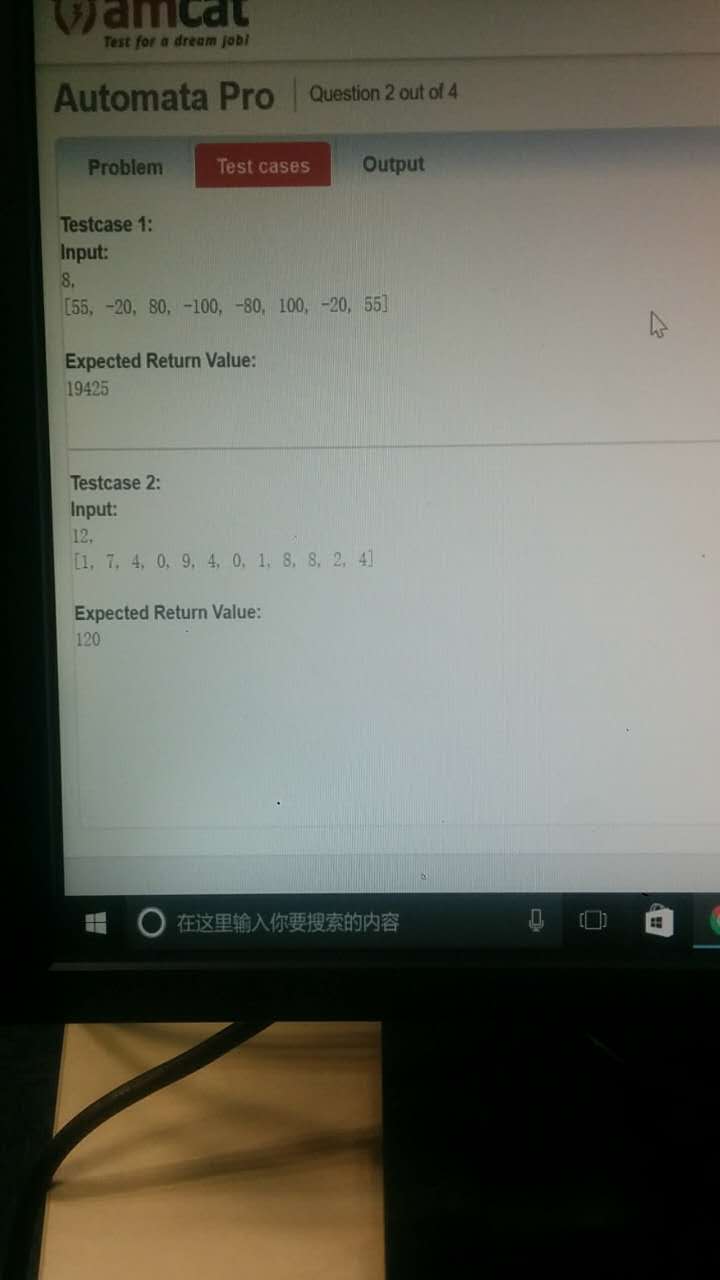 amcat
Test for a dream job!
Automata Pro
Question 2 out of 4
Problem
Test cases
Output
Testcase 1:
Input:
8,
[55, -20, 80, -100, -80, 100, -20, 55]
Expected Return Value:
19425
Testcase 2:
Input:
12,
[1, 7, 4, 0, 9, 4, 0, 1, 8, 8, 2, 4]
Expected Return Value:
120
在这里输入你要搜索的内容